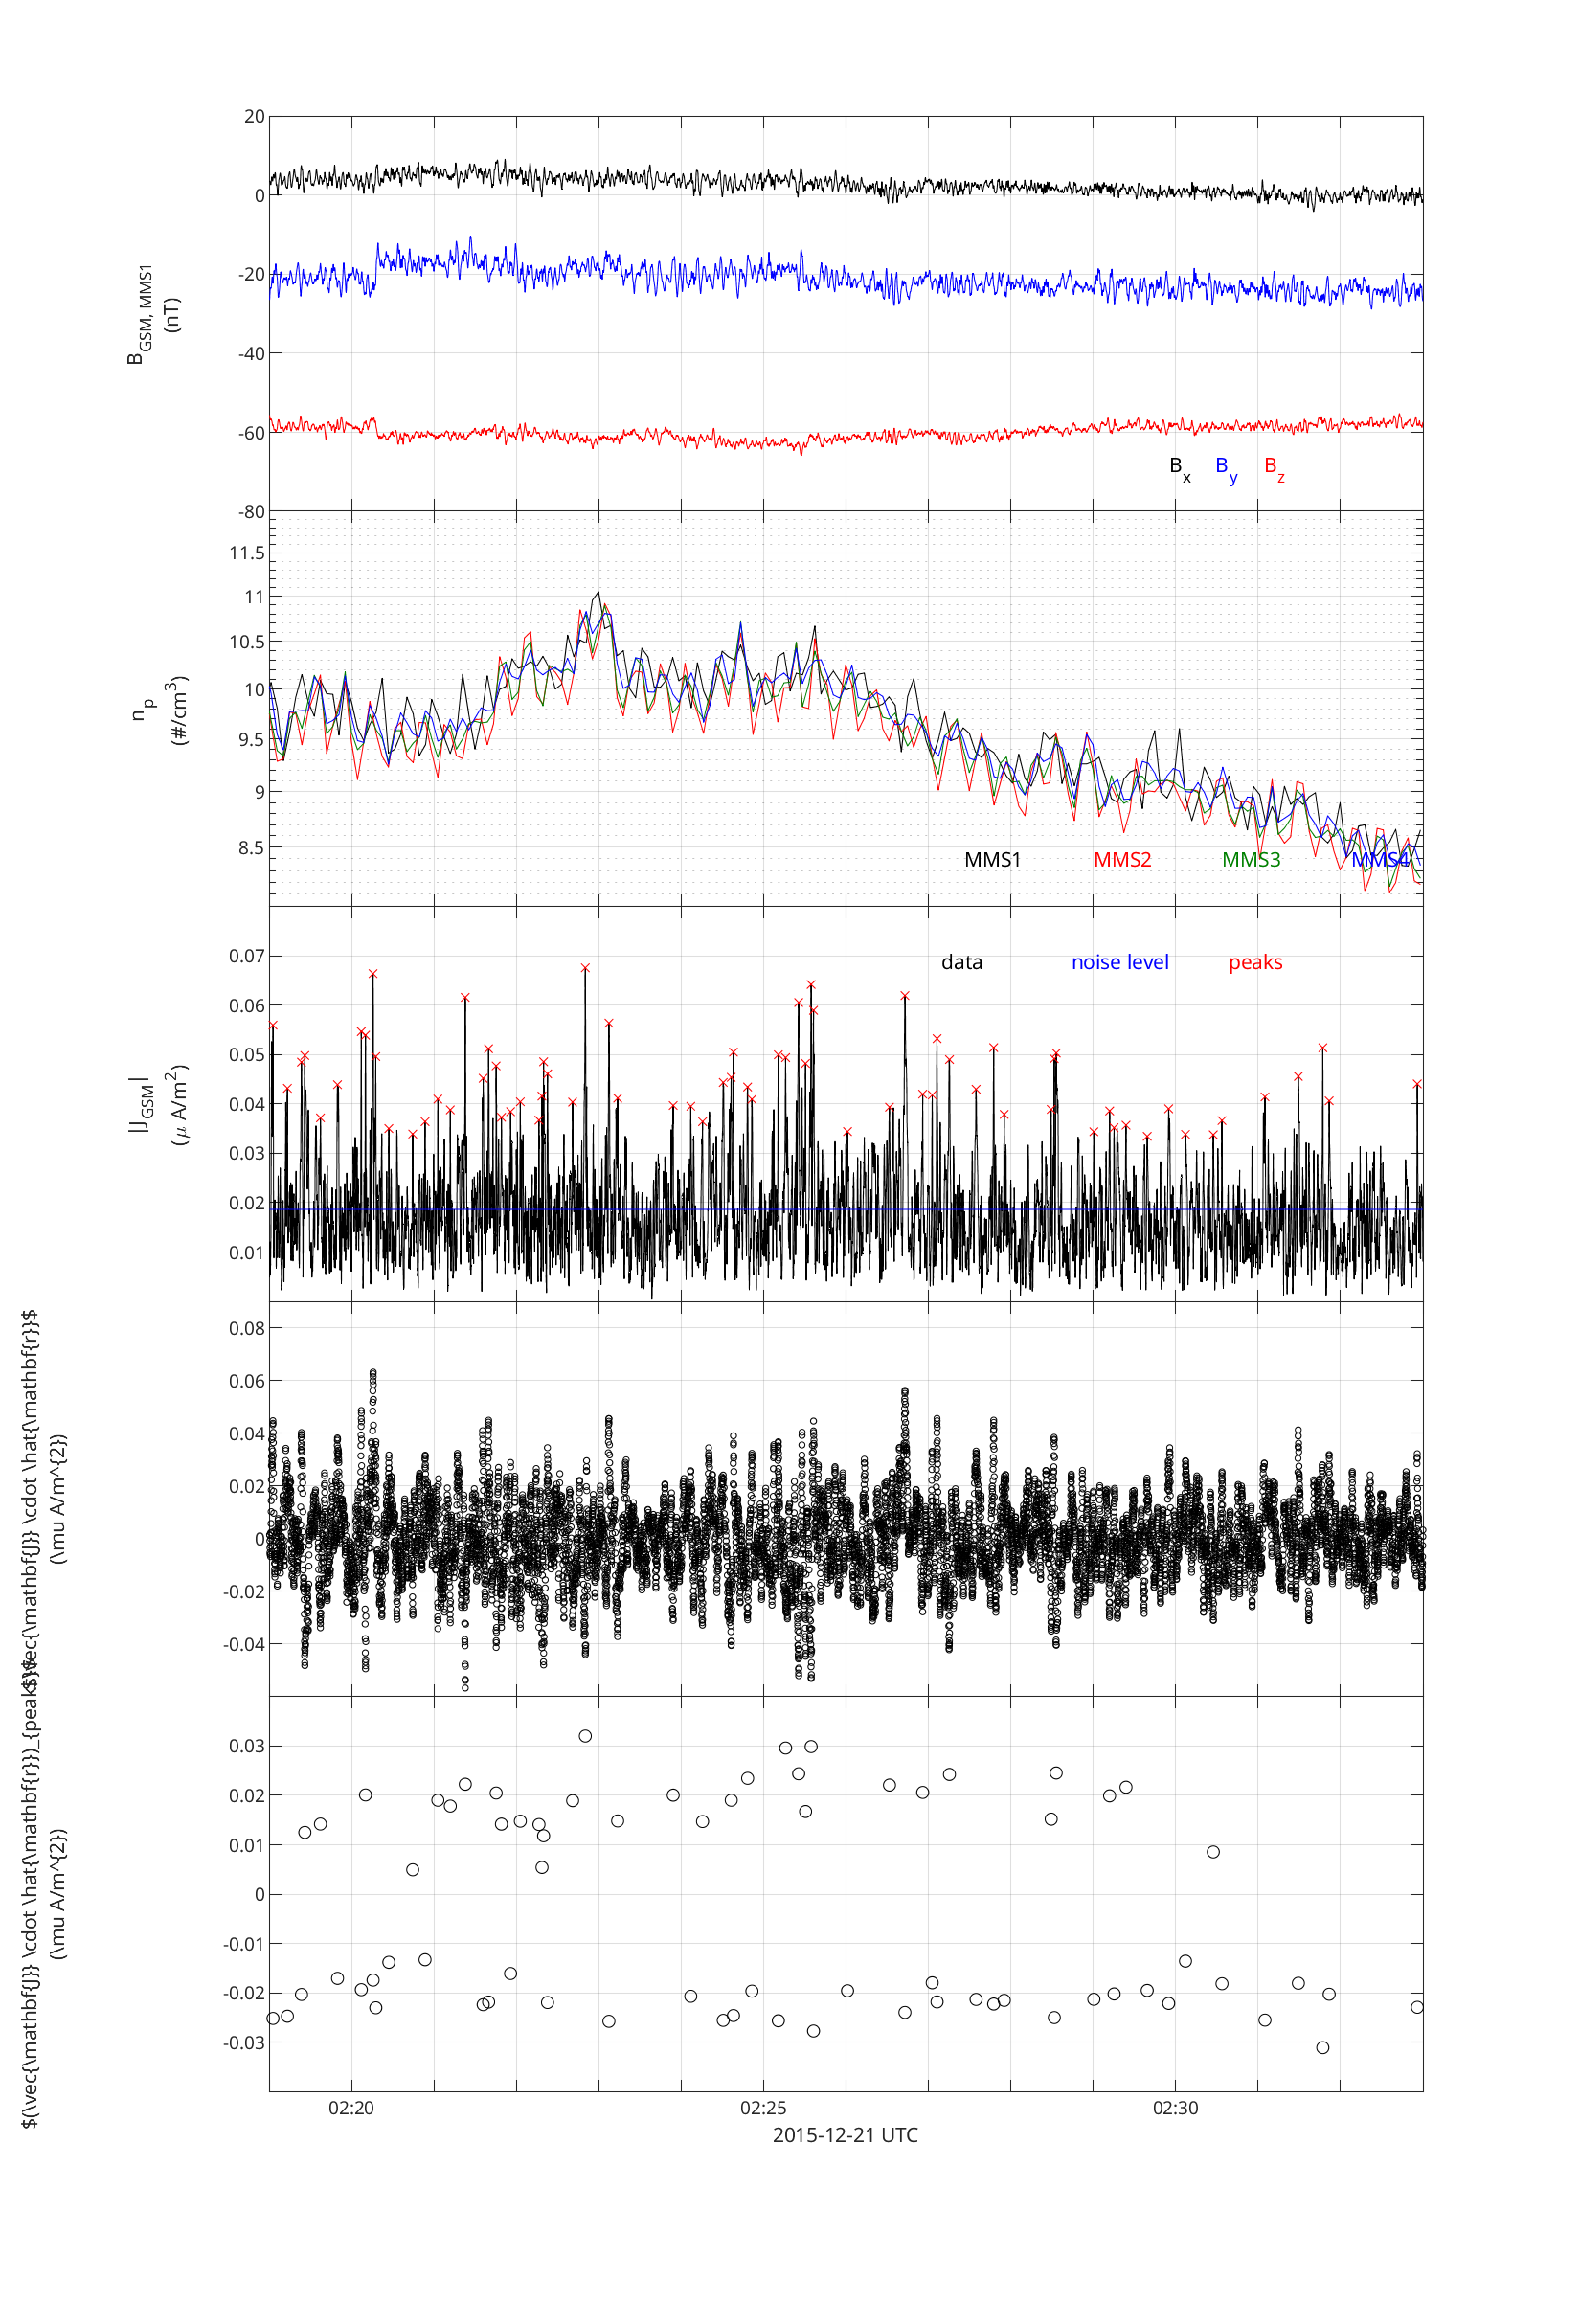 20
0
-20
-40
-60
-80
B_GSM, MMS1
(nT)
B_x B_y B_z
11.5
11
10.5
10
9.5
9
8.5
n_p
(#/cm^3)
MMS1 MMS2 MMS3 MMS4
0.07
0.06
0.05
0.04
0.03
0.02
0.01
|J_GSM|
(μ A/m^2)
data noise level peaks
0.08
0.06
0.04
0.02
0
-0.02
-0.04
\cdot \hat{\mathbf{r}}$
(\mu A/m^{2})
0.03
0.02
0.01
0
-0.01
-0.02
-0.03
$(\vec{\mathbf{J}} \cdot \hat{\mathbf{r}})_{peak}$
(\mu A/m^{2})
02:20 02:25 02:30
2015-12-21 UTC